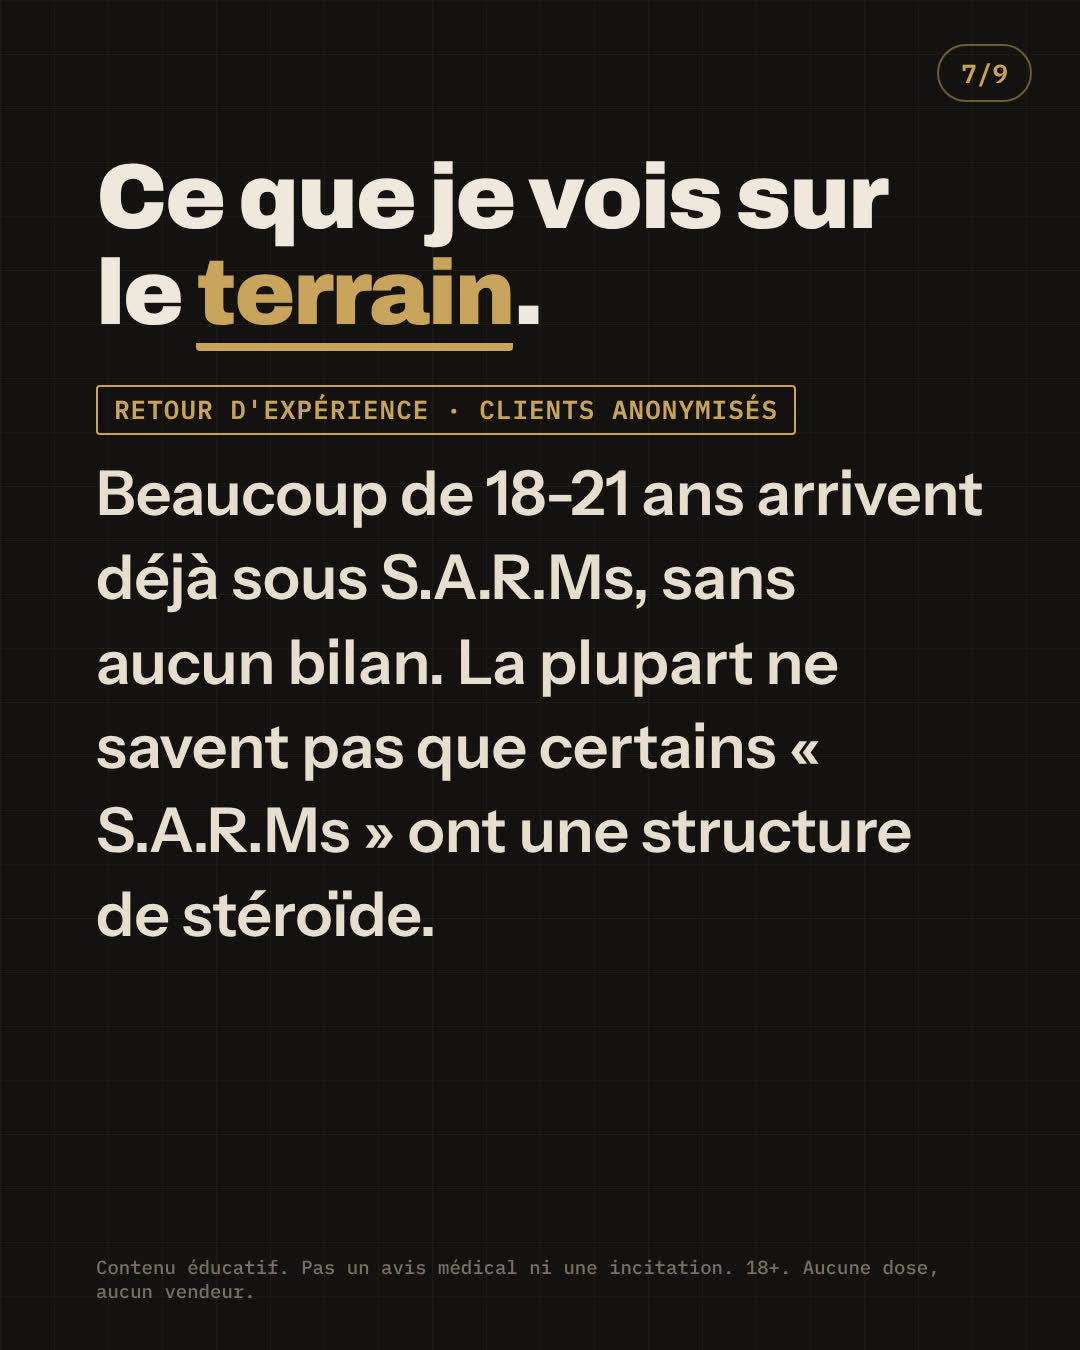 7/9
Ce que je vois sur
le terrain.
RETOUR D'EXPÉRIENCE · CLIENTS ANONYMISÉS
Beaucoup de 18–21 ans arrivent
déjà sous S.A.R.Ms, sans
aucun bilan. La plupart ne
savent pas que certains «
S.A.R.Ms » ont une structure
de stéroïde.
Contenu éducatif. Pas un avis médical ni une incitation. 18+. Aucune dose,
aucun vendeur.